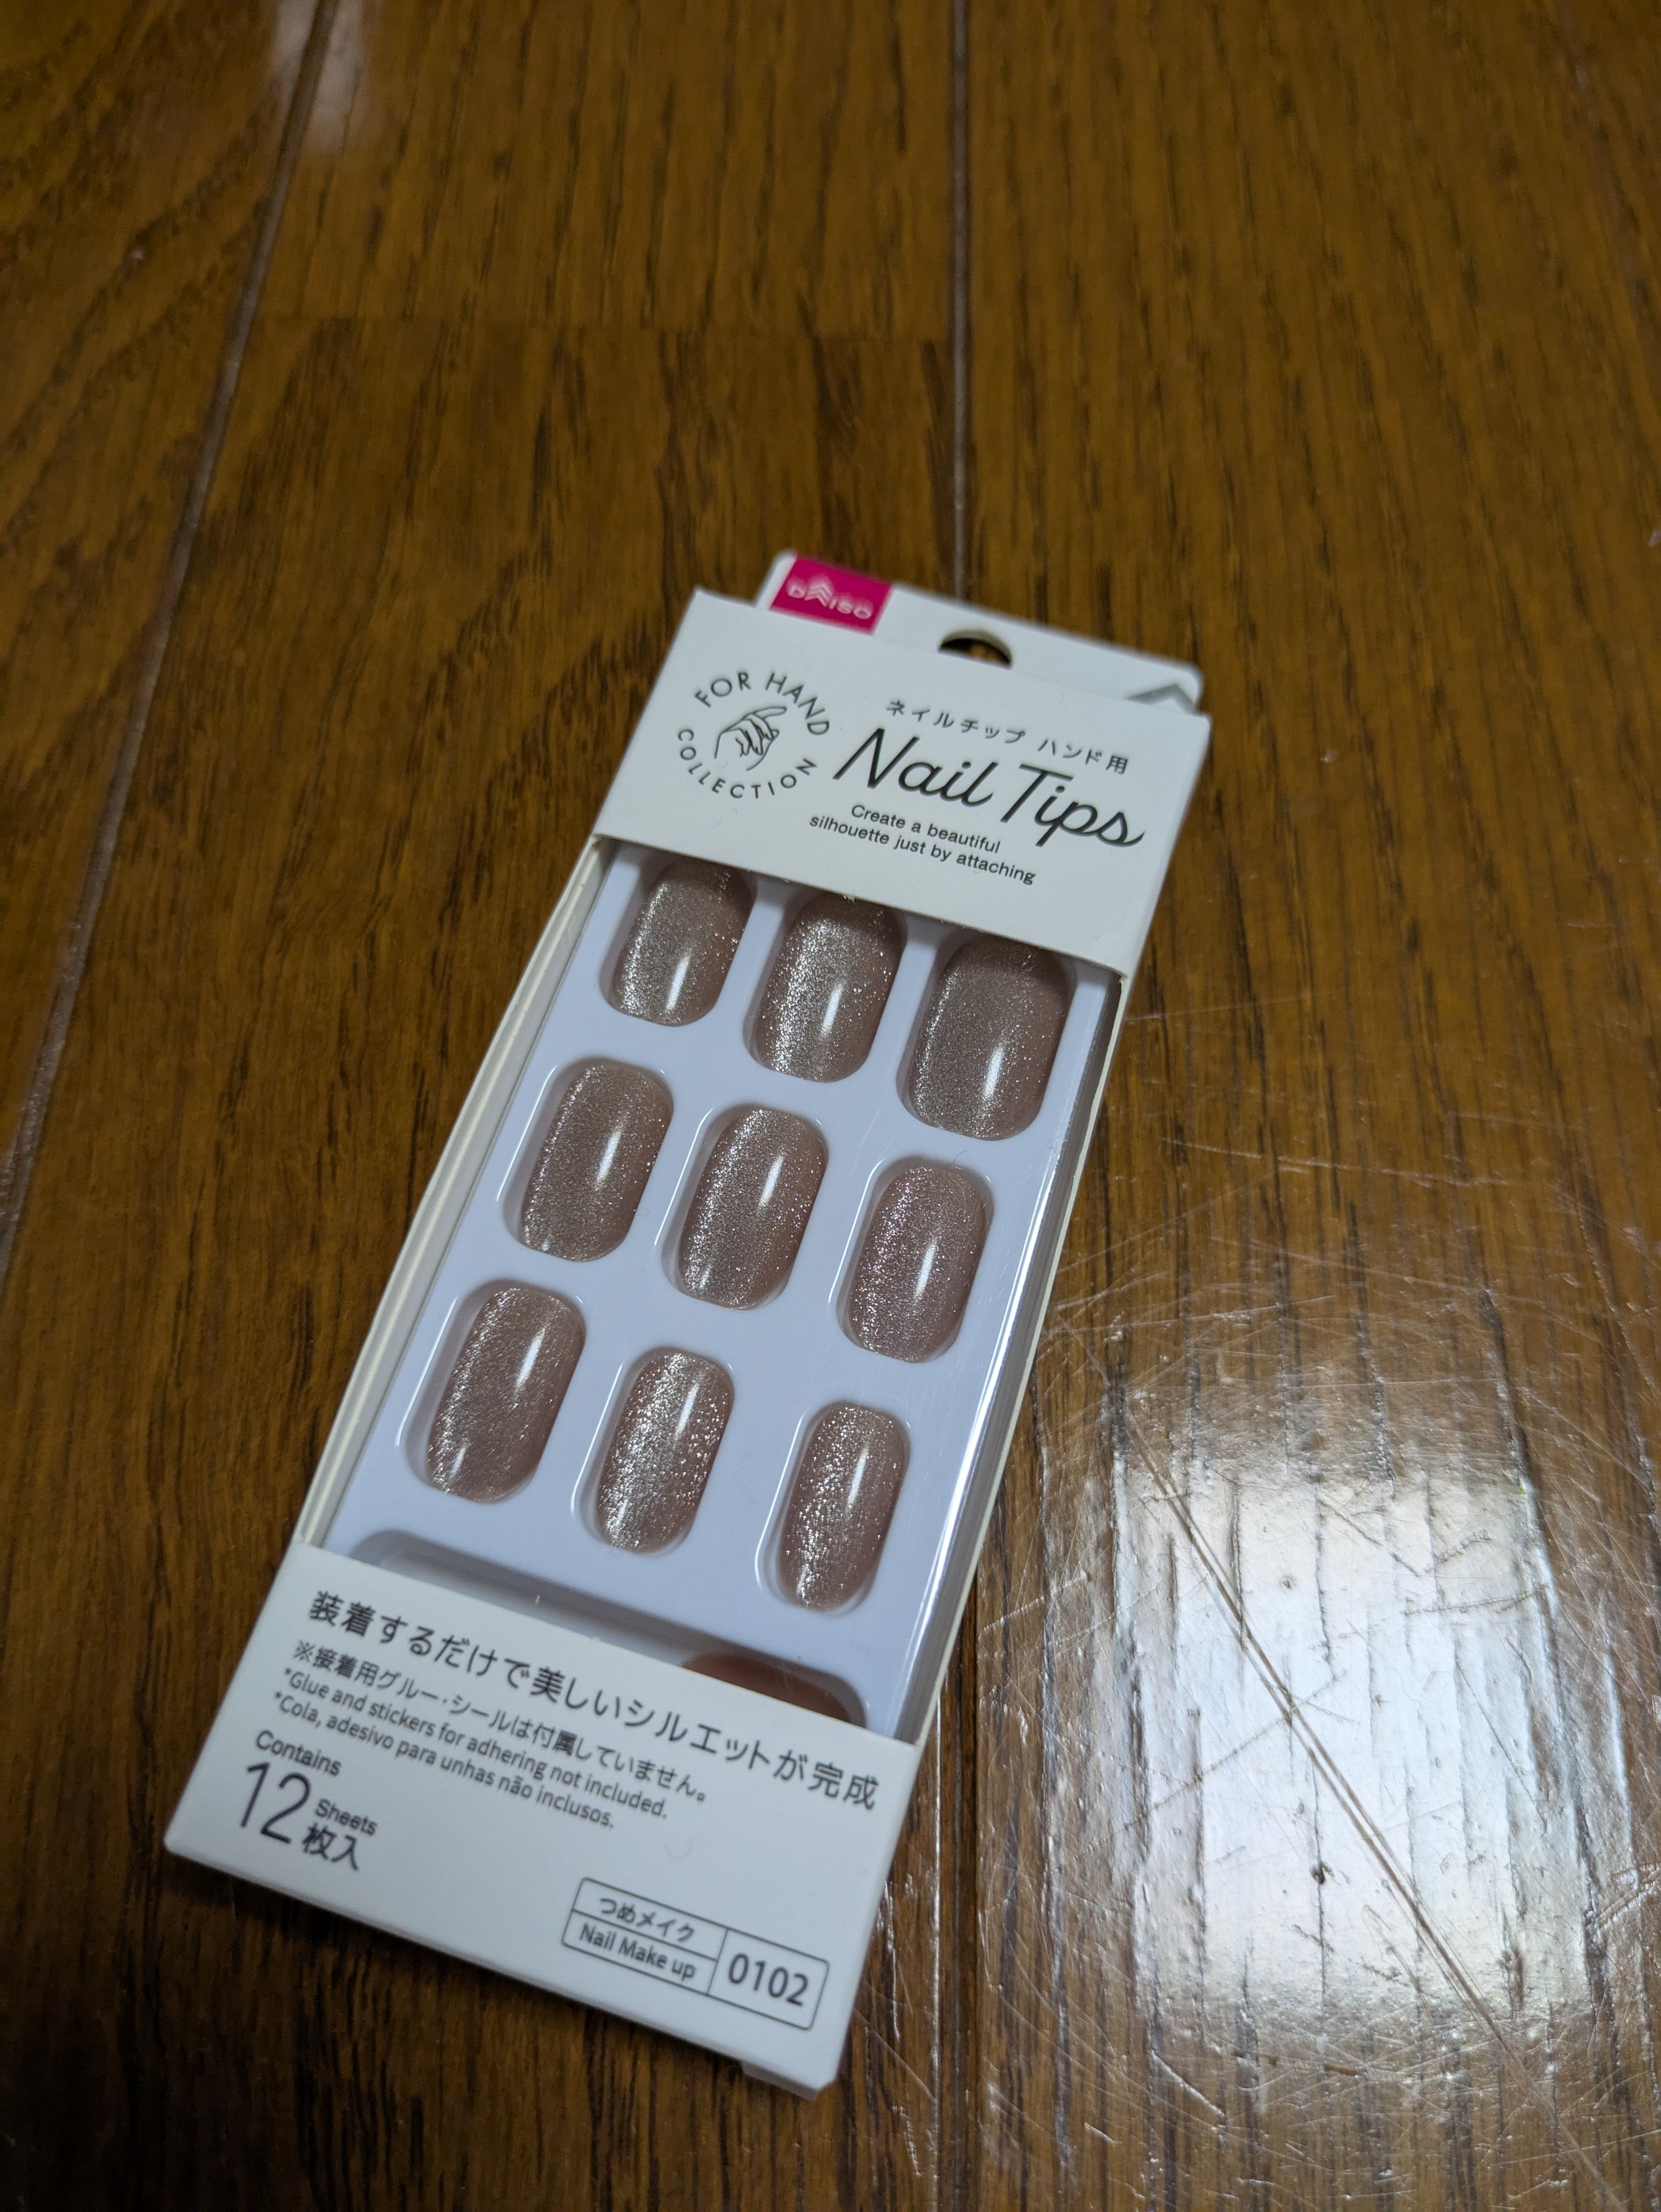 DAISO
FOR HAND
COLLECTION
ネイルチップ ハンド用
Nail Tips
Create a beautiful
silhouette just by attaching
装着するだけで美しいシルエットが完成
※接着用グルー・シールは付属していません。
*Glue and stickers for adhering not included.
*Cola, adesivo para unhas não inclusos.
Contains
12 Sheets
枚入
つめメイク
Nail Make up
0102